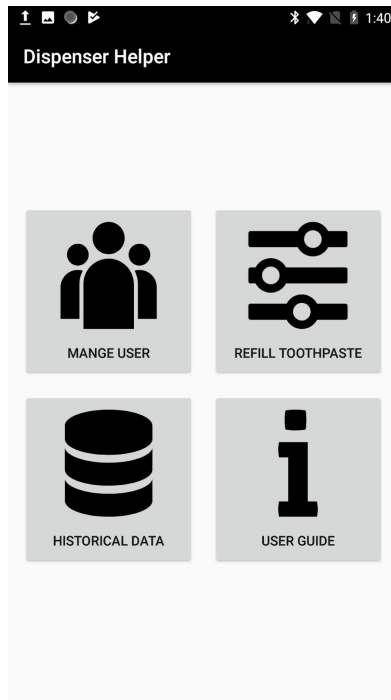 1:40
Dispenser Helper
MANGE USER
REFILL TOOTHPASTE
HISTORICAL DATA
USER GUIDE